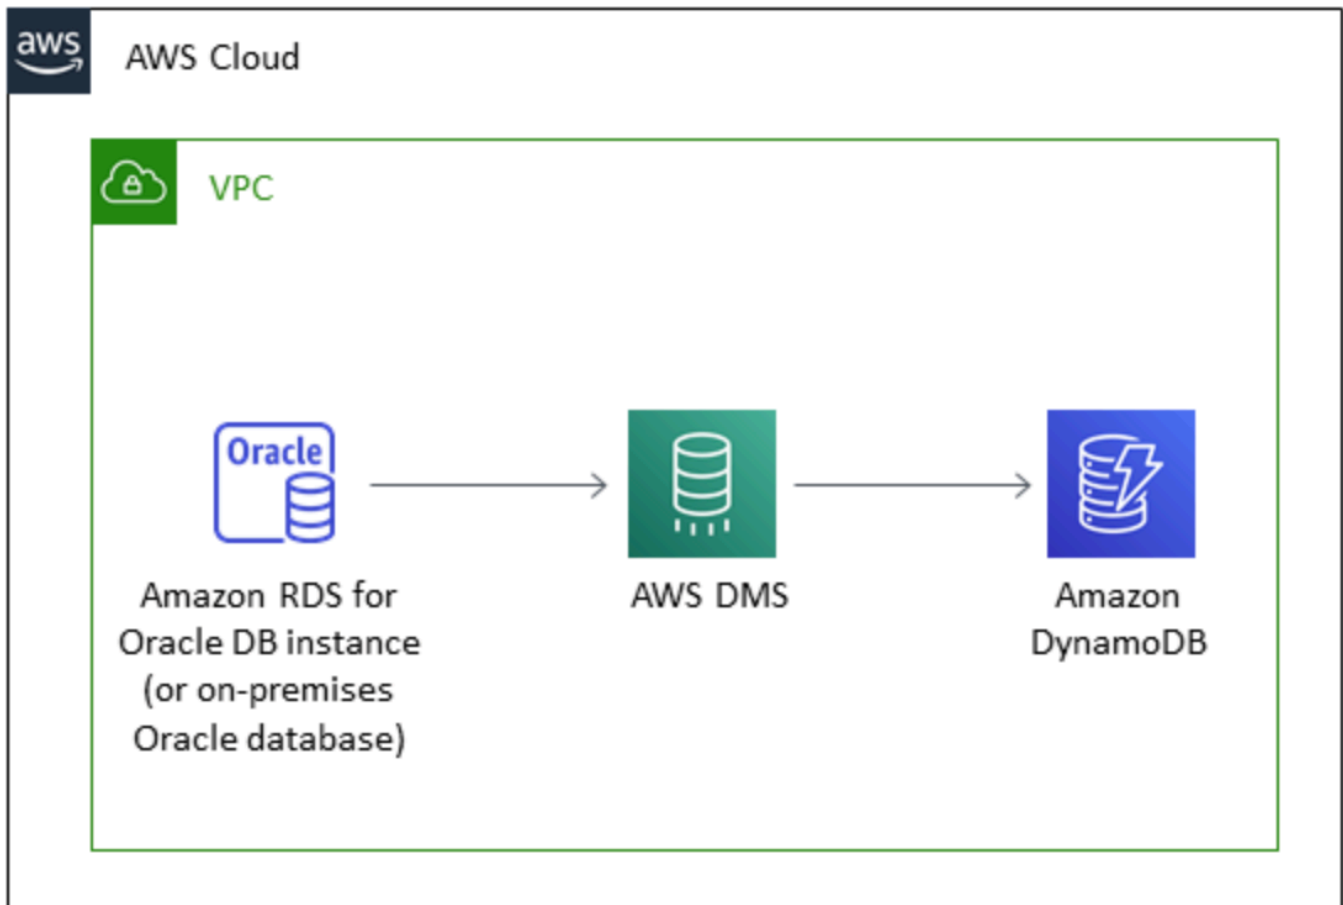 aws
AWS Cloud
VPC
Oracle
Amazon RDS for
Oracle DB instance
(or on-premises
Oracle database)
AWS DMS
Amazon
DynamoDB